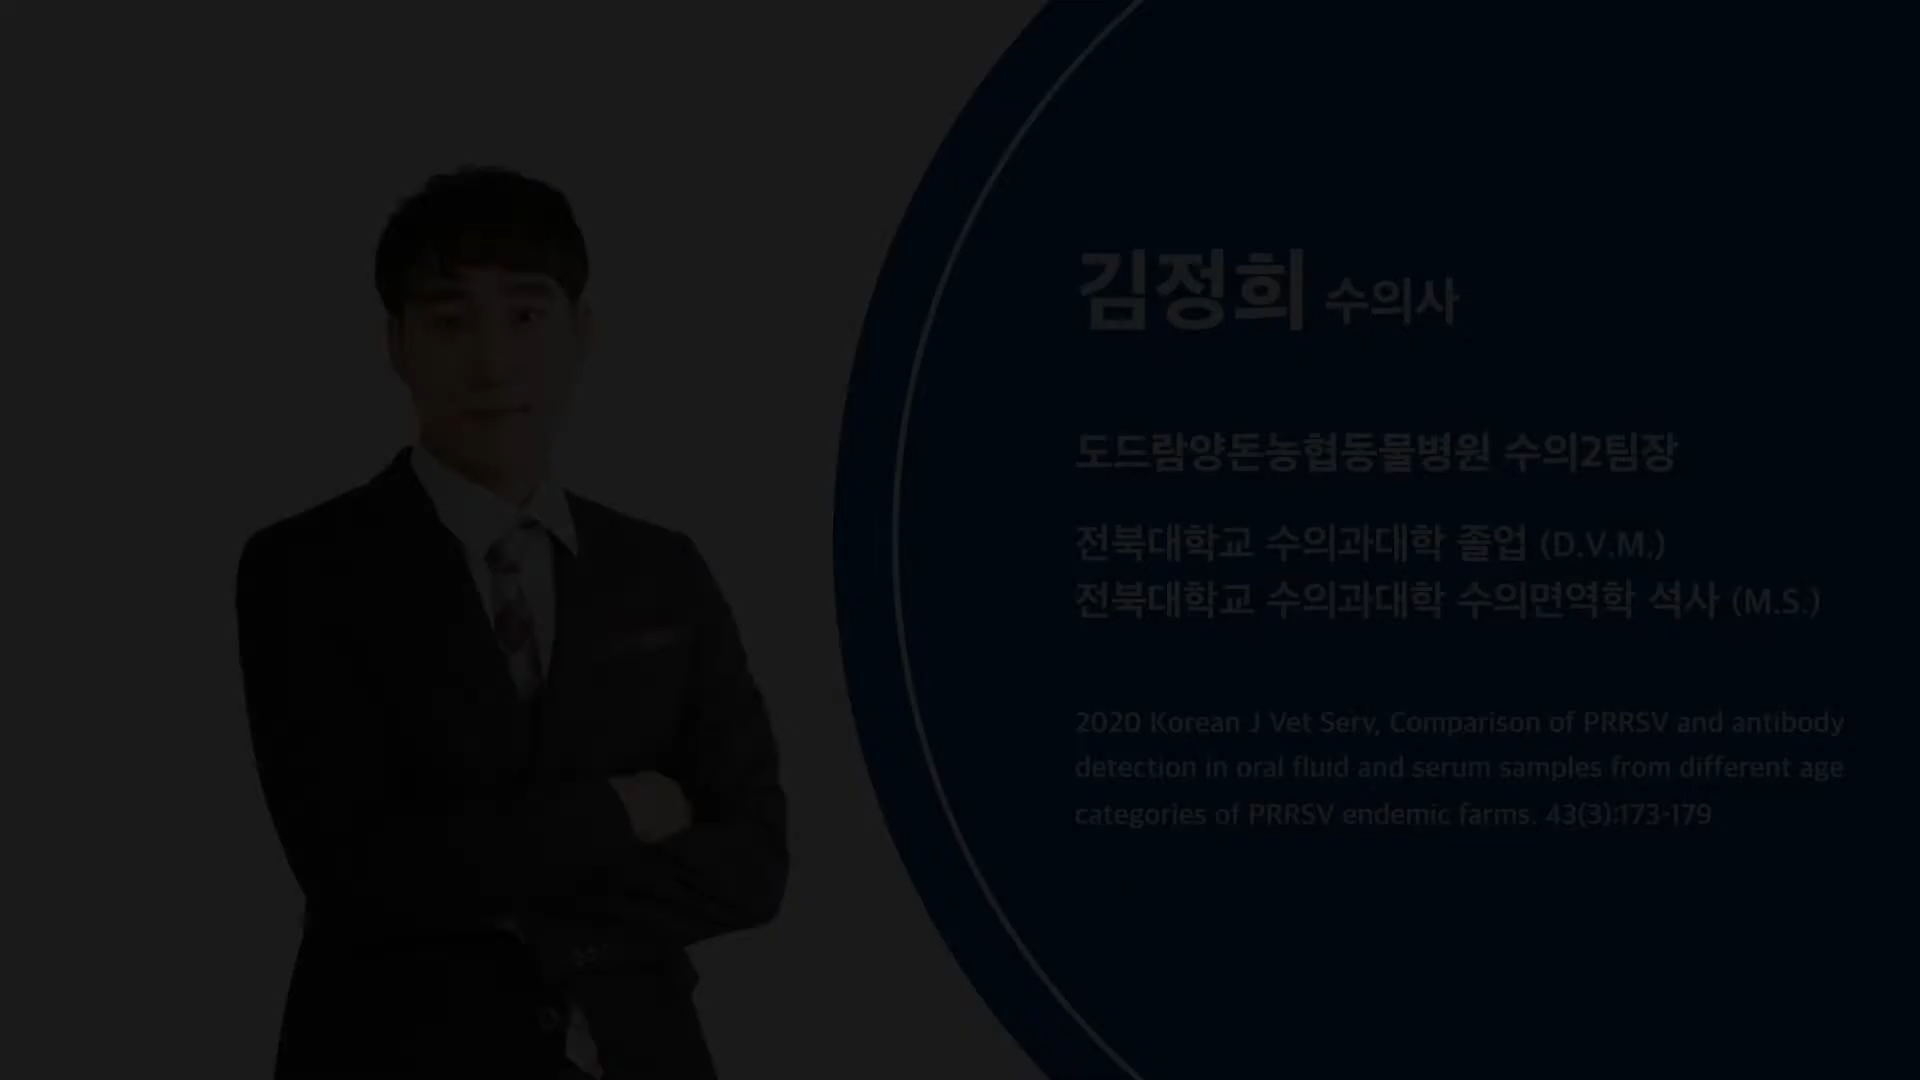 김정희 수의사
도드람양돈농협동물병원 수의2팀장
전북대학교 수의과대학 졸업 (D.V.M.)
전북대학교 수의과대학 수의면역학 석사 (M.S.)
2020 Korean J Vet Serv, Comparison of PRRSV and antibody
detection in oral fluid and serum samples from different age
categories of PRRSV endemic farms. 43(3):173-179